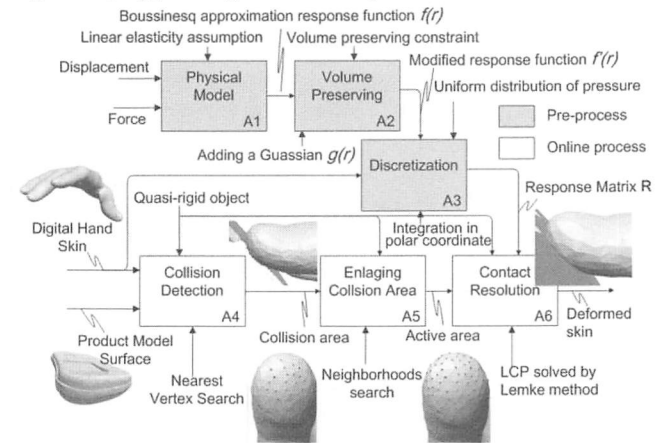 Boussinesq approximation response function f(r)
Linear elasticity assumption
Volume preserving constraint
Displacement
Modified response function f'(r)
Physical
Model
A1
Volume
Preserving
A2
Uniform distribution of pressure
Force
Pre-process
Online process
Adding a Guassian g(r)
Discretization
A3
Response Matrix R
Quasi-rigid object
Digital Hand
Skin
Integration in
polar coordinate
Collision
Detection
A4
Enlaging
Collsion Area
A5
Contact
Resolution
A6
Collision area
Active area
Deformed
skin
Product Model
Surface
Nearest
Vertex Search
Neighborhoods
search
LCP solved by
Lemke method